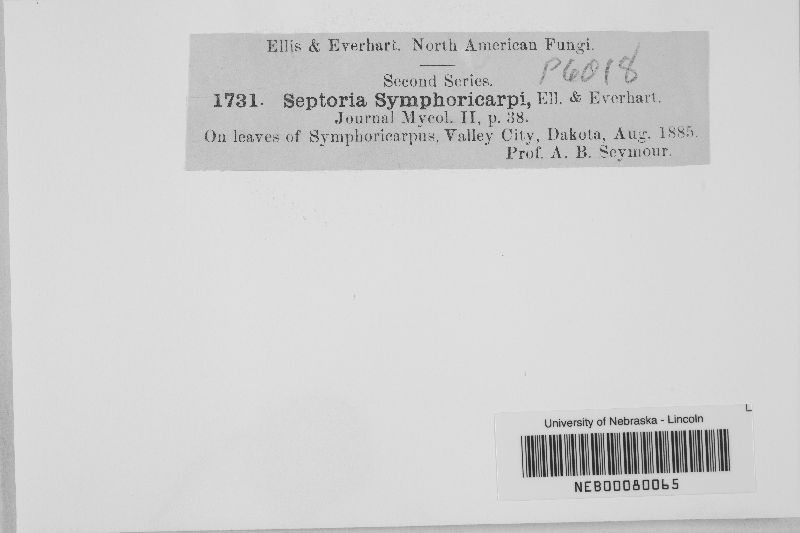 Ellis & Everhart. North American Fungi.
P6018
Second Series.
1731. Septoria Symphoricarpi, Ell. & Everhart.
Journal Mycol. II, p. 38.
On leaves of Symphoricarpus, Valley City, Dakota, Aug. 1885.
Prof. A. B. Seymour.
L
University of Nebraska - Lincoln
NEB00080065